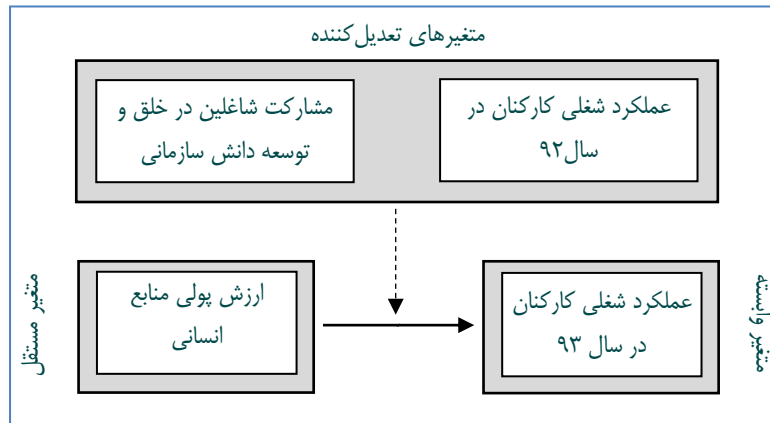 متغیرهای تعدیل‌کننده
عملکرد شغلی کارکنان در
سال۹۲
مشارکت شاغلین در خلق و
توسعه دانش سازمانی
متغیر وابسته
عملکرد شغلی کارکنان
در سال ۹۳
ارزش پولی منابع
انسانی
متغیر مستقل